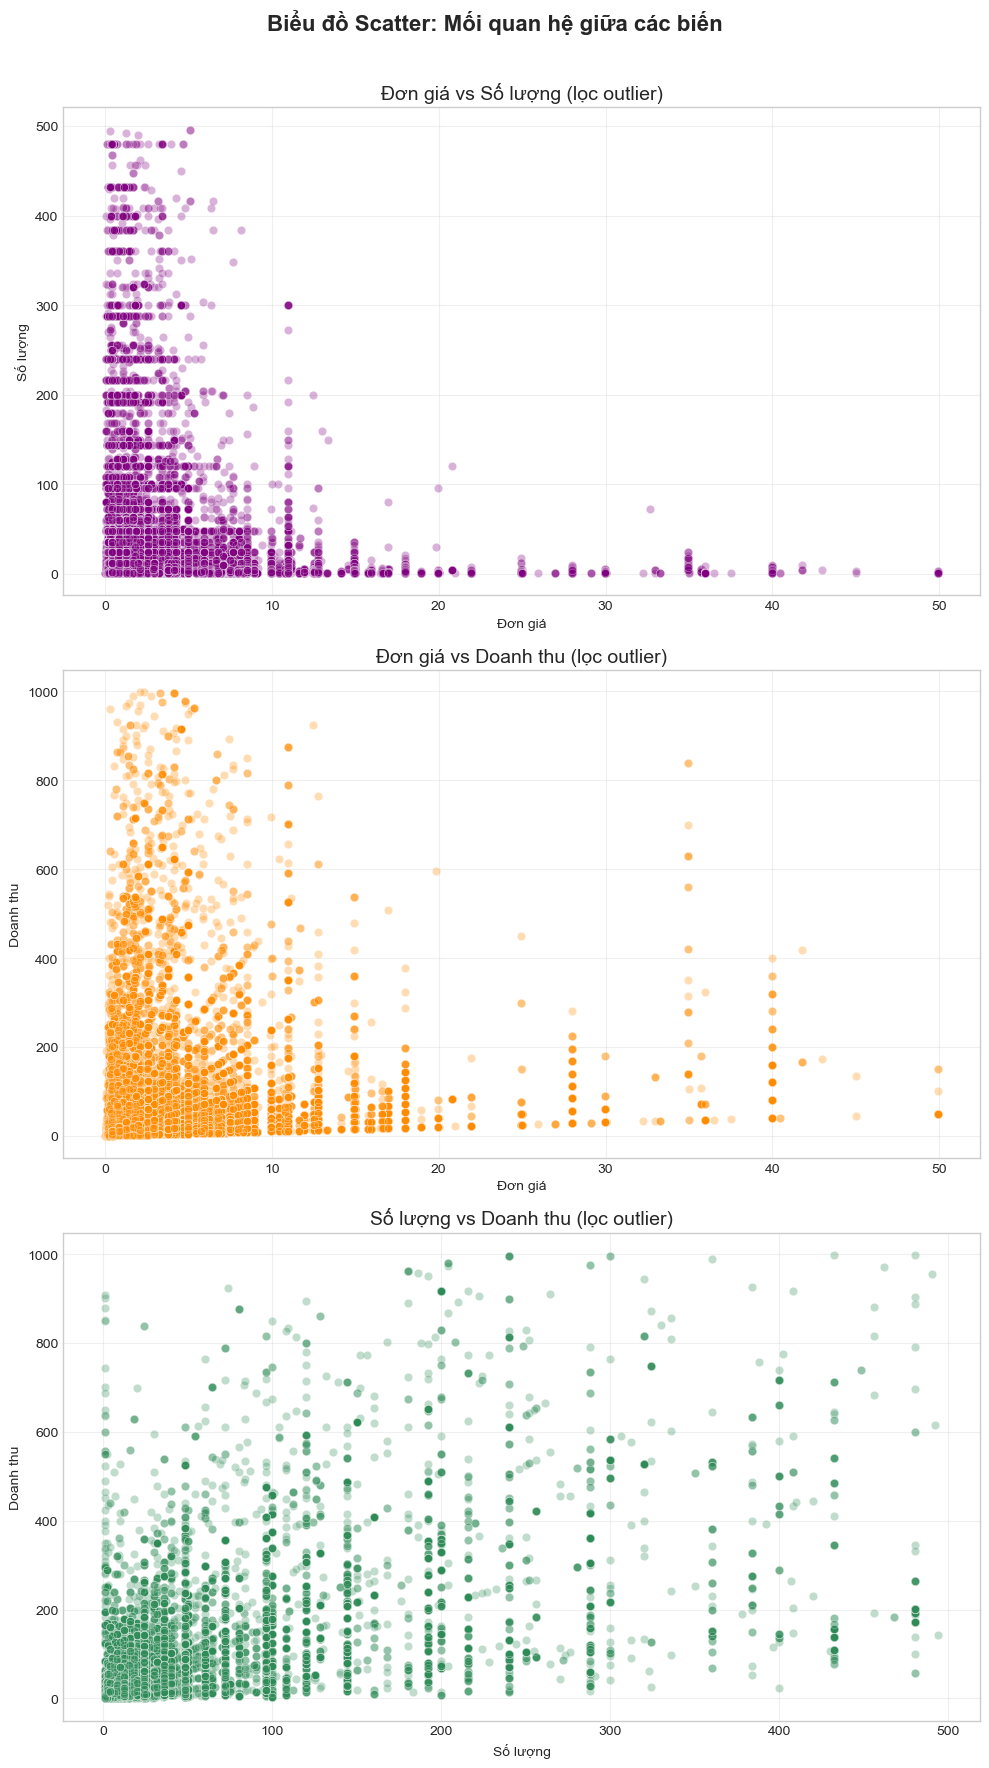 Biểu đồ Scatter: Mối quan hệ giữa các biến
Đơn giá vs Số lượng (lọc outlier)
500
400
300
200
100
0
Số lượng
0 10 20 30 40 50
Đơn giá
Đơn giá vs Doanh thu (lọc outlier)
1000
800
600
400
200
0
Doanh thu
0 10 20 30 40 50
Đơn giá
Số lượng vs Doanh thu (lọc outlier)
1000
800
600
400
200
0
Doanh thu
0 100 200 300 400 500
Số lượng